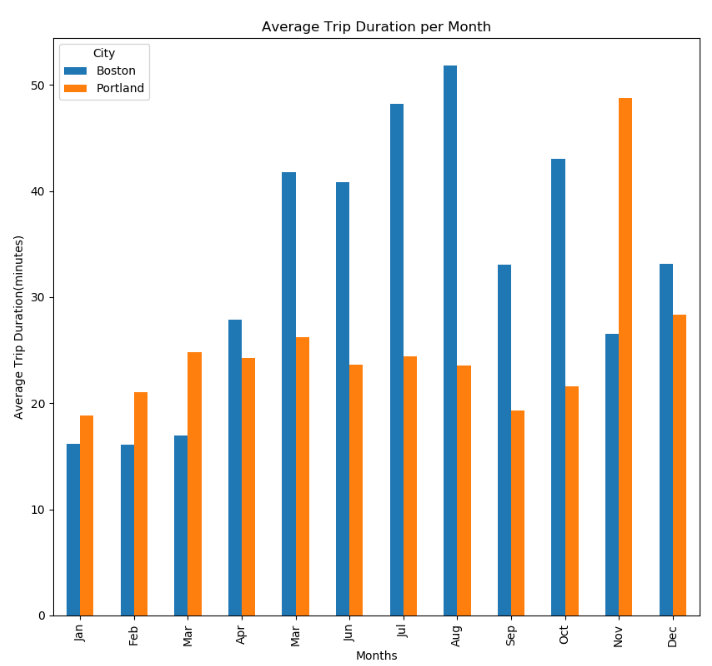 Average Trip Duration per Month
City
Boston
Portland
Average Trip Duration(minutes)
50
40
30
20
10
0
Jan
Feb
Mar
Apr
Mar
Jun
Jul
Aug
Sep
Oct
Nov
Dec
Months